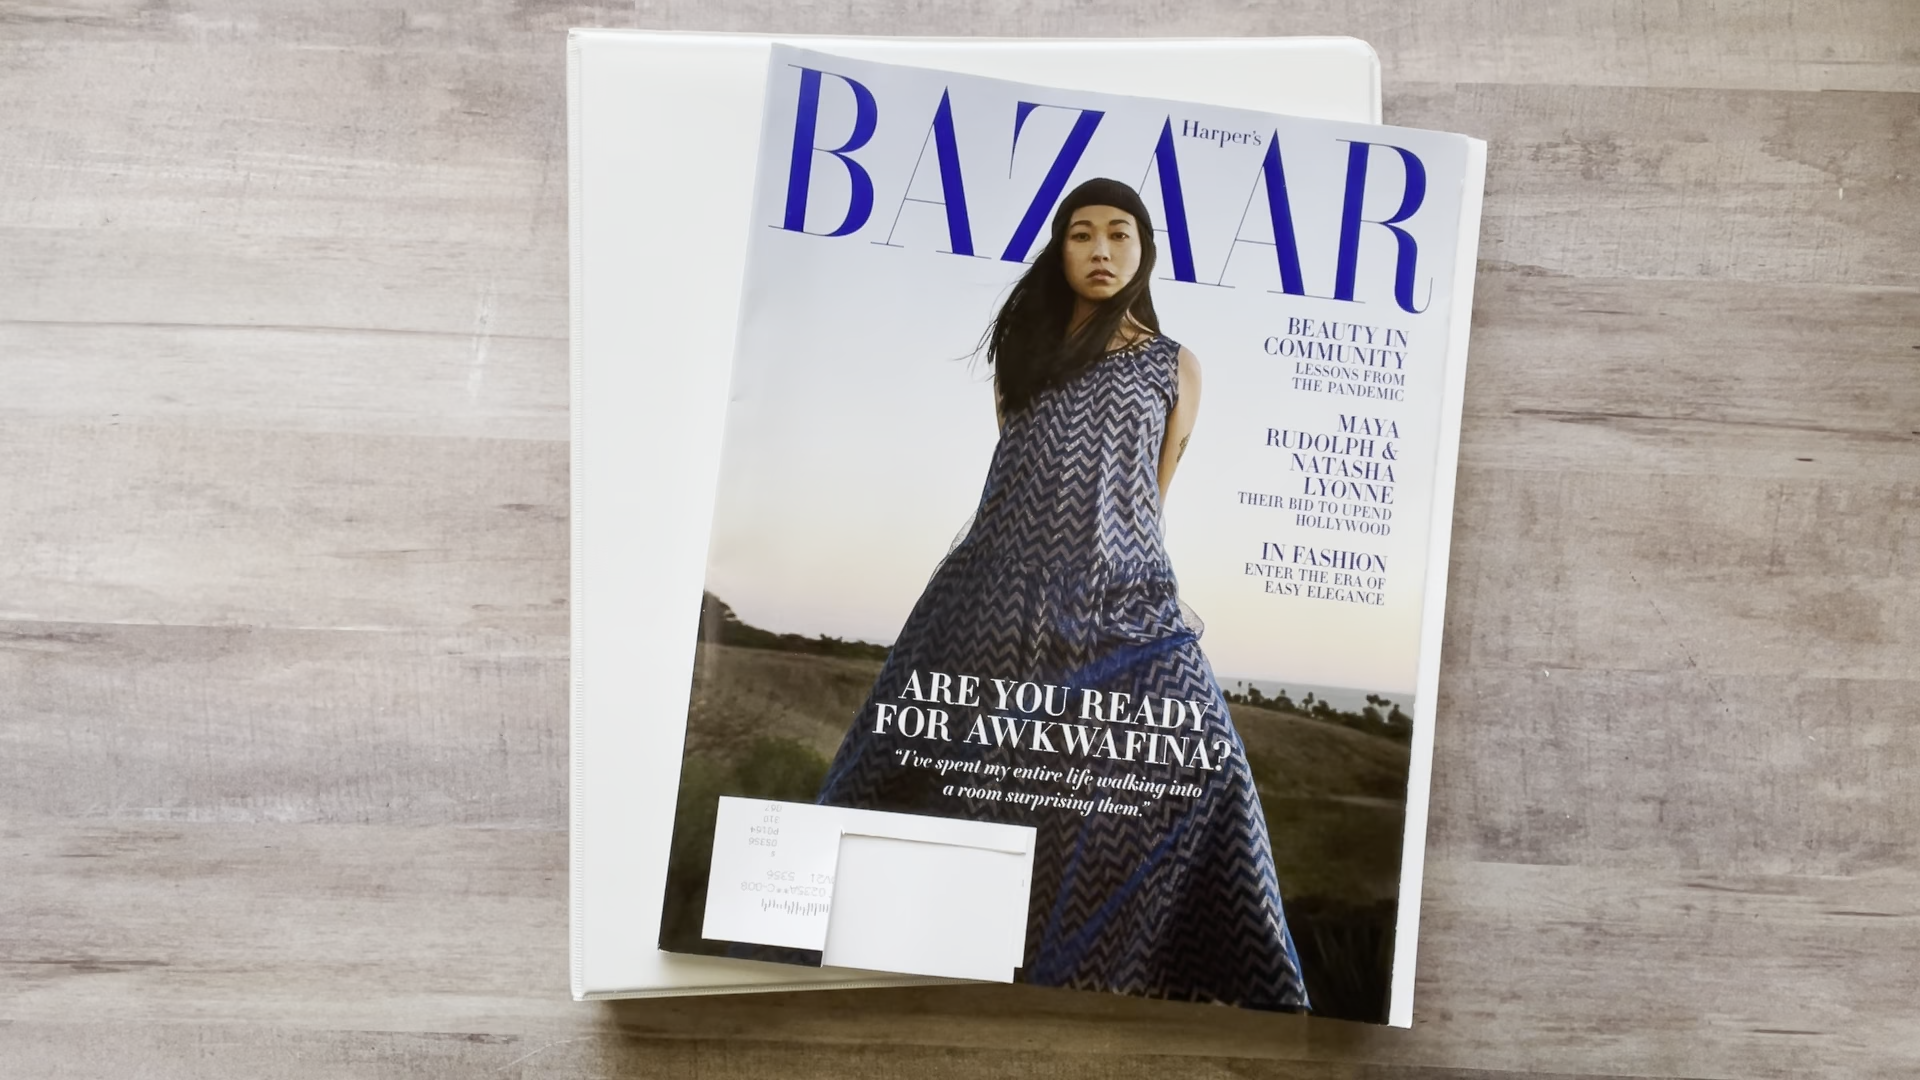 Harper's
BAZAAR
BEAUTY IN
COMMUNITY
LESSONS FROM
THE PANDEMIC
MAYA
RUDOLPH &
NATASHA
LYONNE
THEIR BID TO UPEND
HOLLYWOOD
IN FASHION
ENTER THE ERA OF
EASY ELEGANCE
ARE YOU READY
FOR AWKWAFINA?
“I've spent my entire life walking into
a room surprising them.”
P0164
310